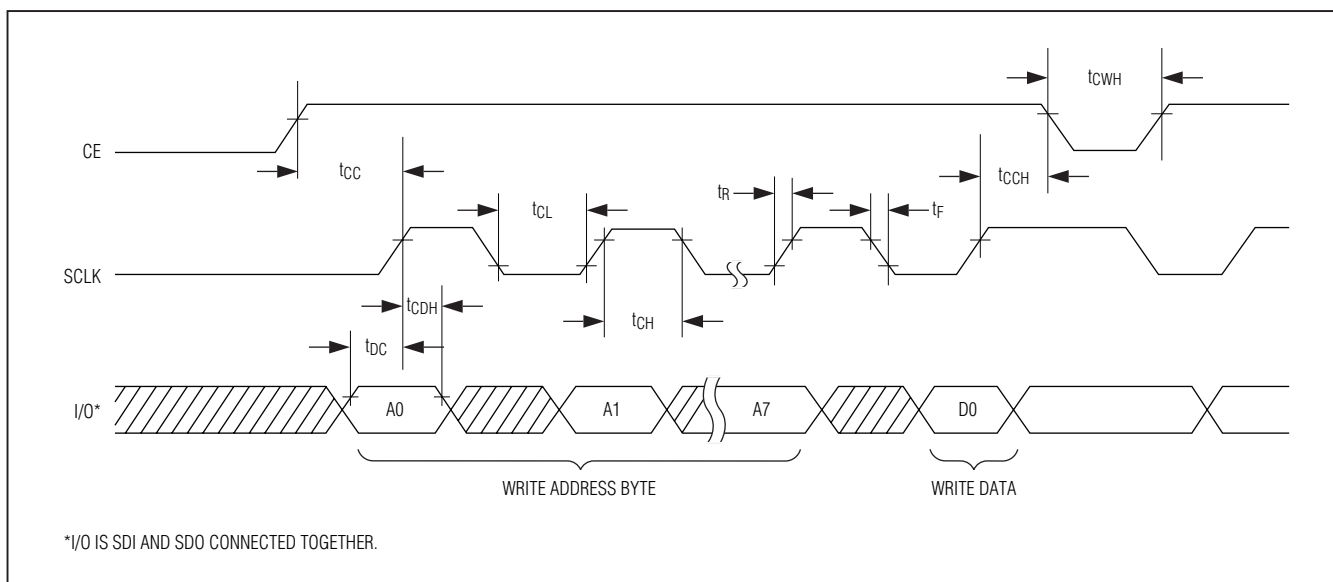 tCWH
CE
tCC
tCCH
tR
tF
tCL
SCLK
tCDH
tCH
tDC
I/O*
A0
A1
A7
D0
WRITE ADDRESS BYTE
WRITE DATA
*I/O IS SDI AND SDO CONNECTED TOGETHER.